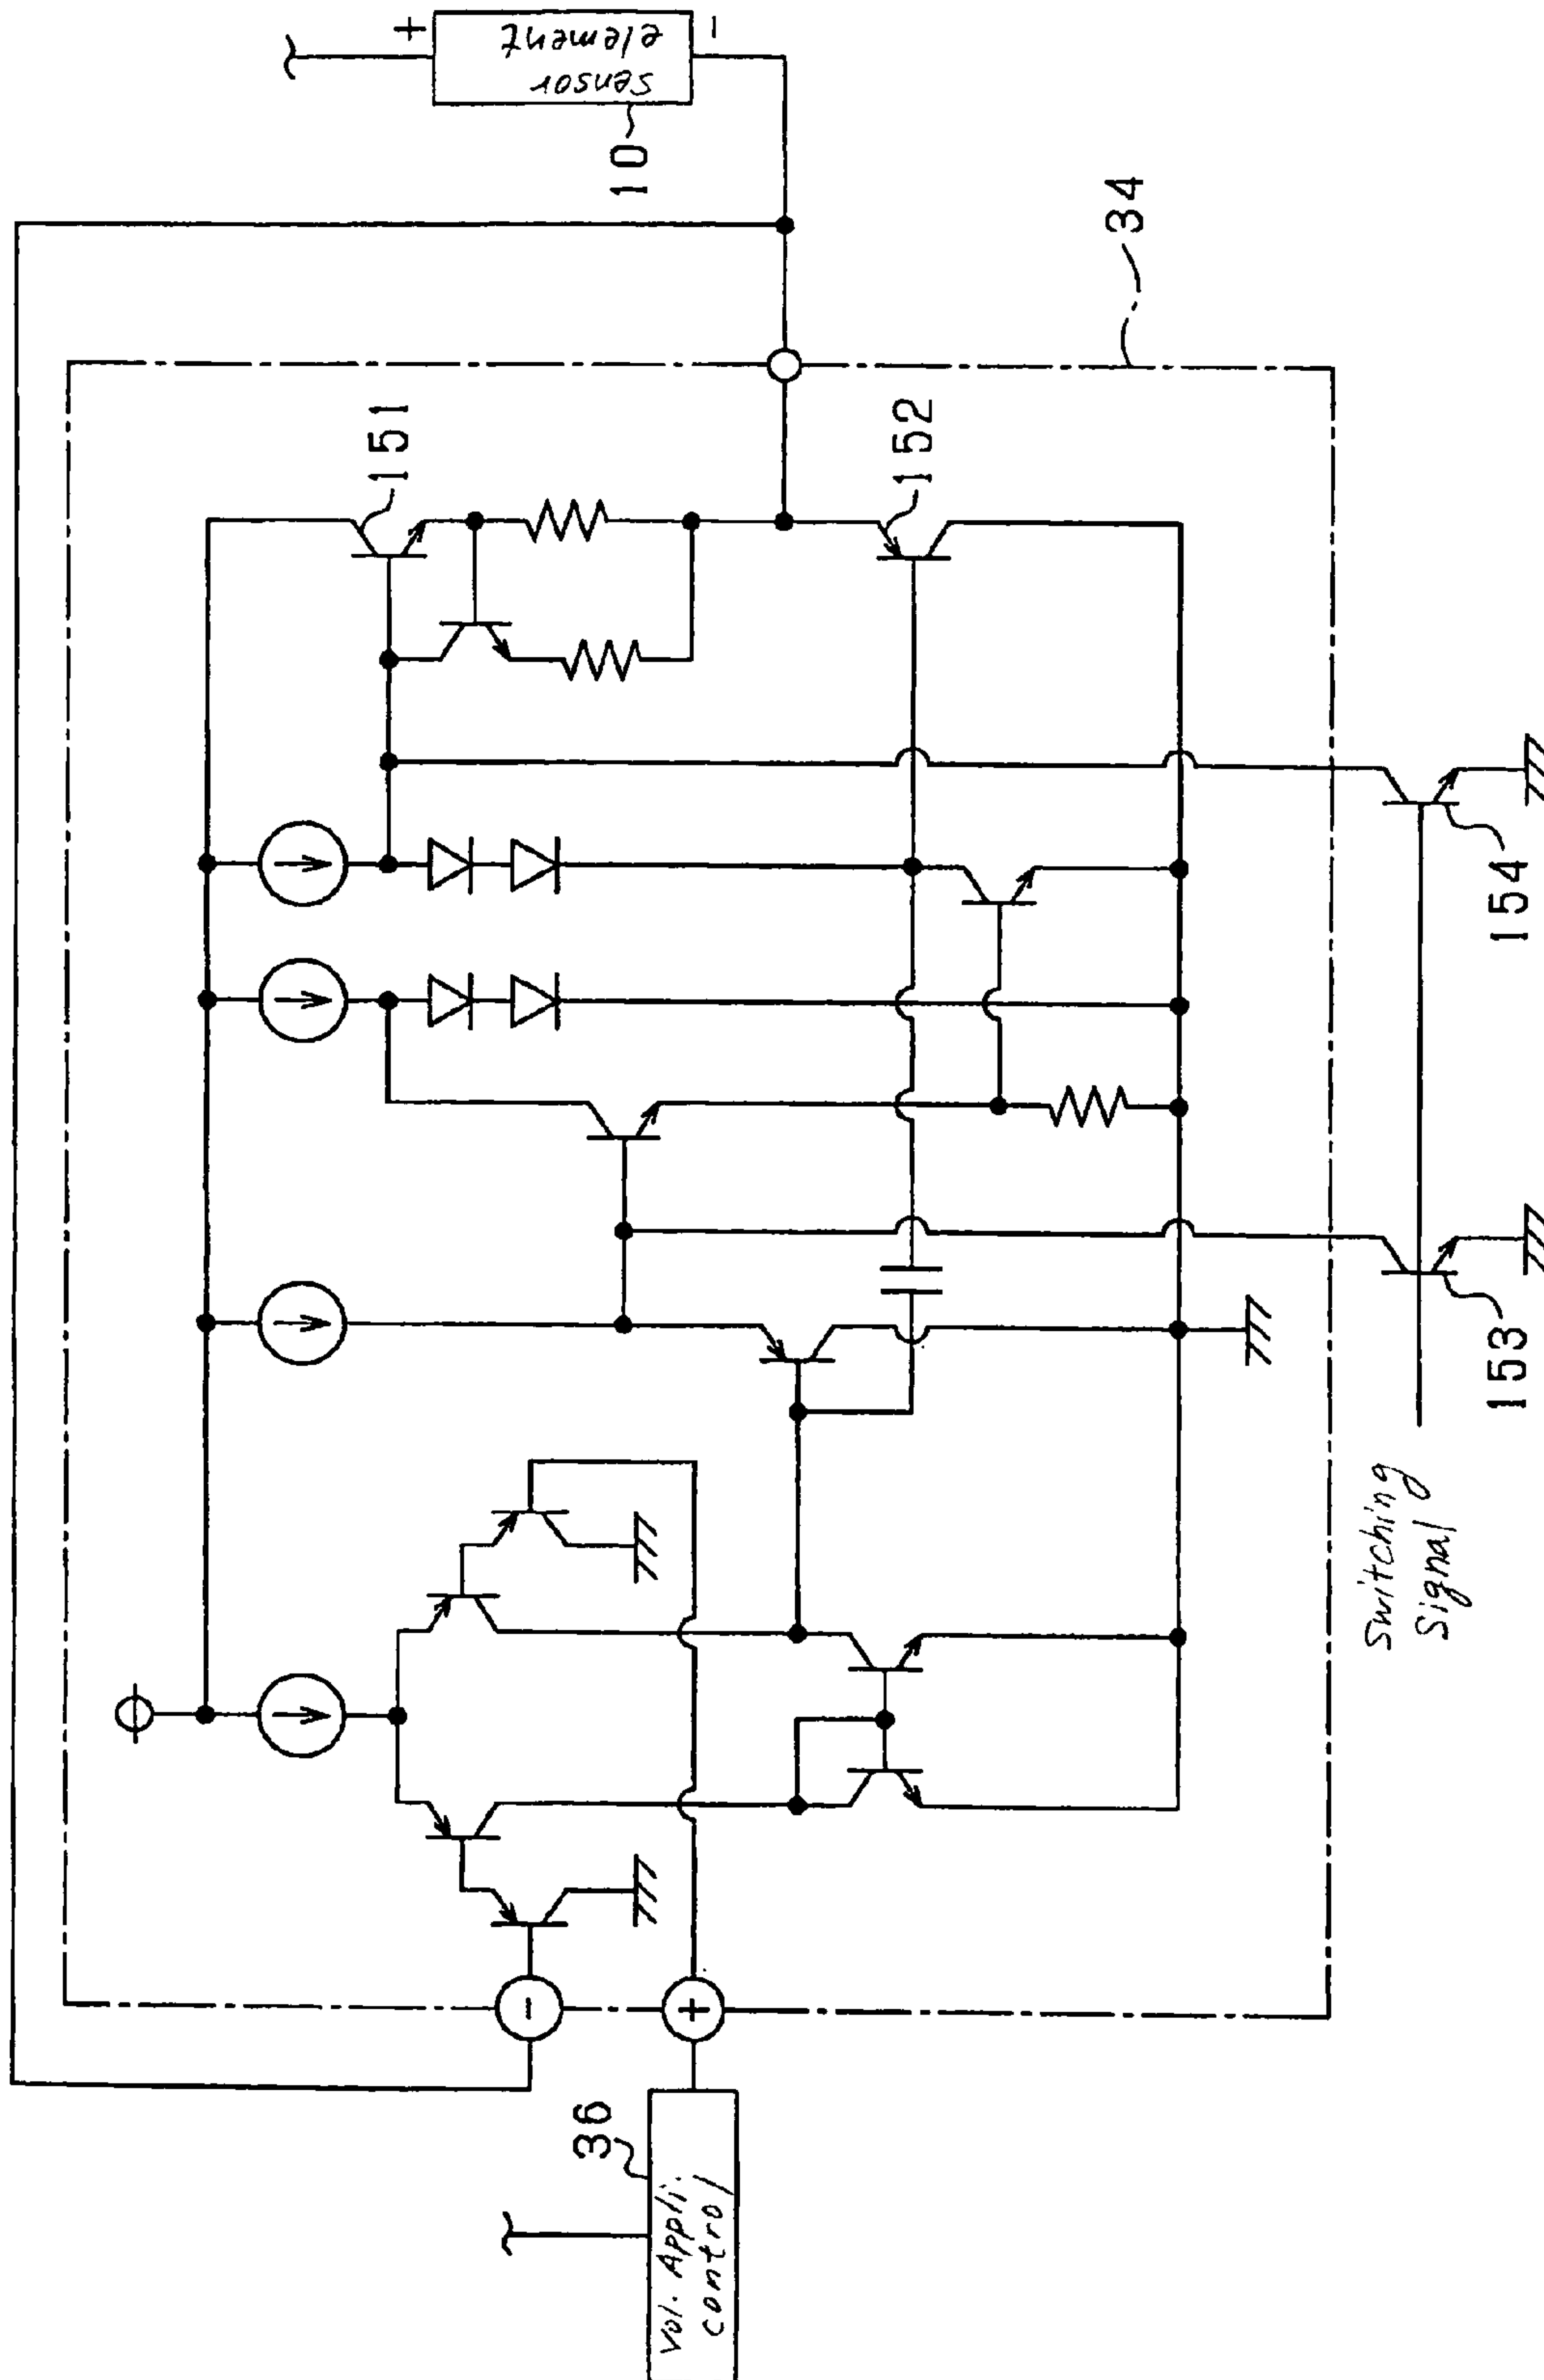 sensor
element
+
-
10
34
151
152
154
153
Switching
Signal
-
+
36
Vol. Appli.
control